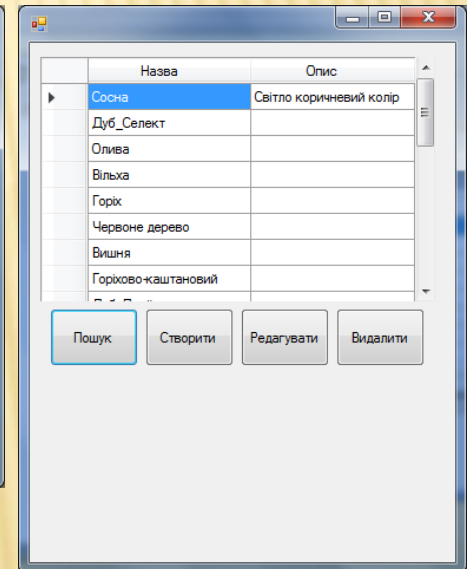 Назва Опис
Сосна Світло коричневий колір
Дуб_Селект
Олива
Вільха
Горіх
Червоне дерево
Вишня
Горіхово-каштановий
Пошук Створити Редагувати Видалити